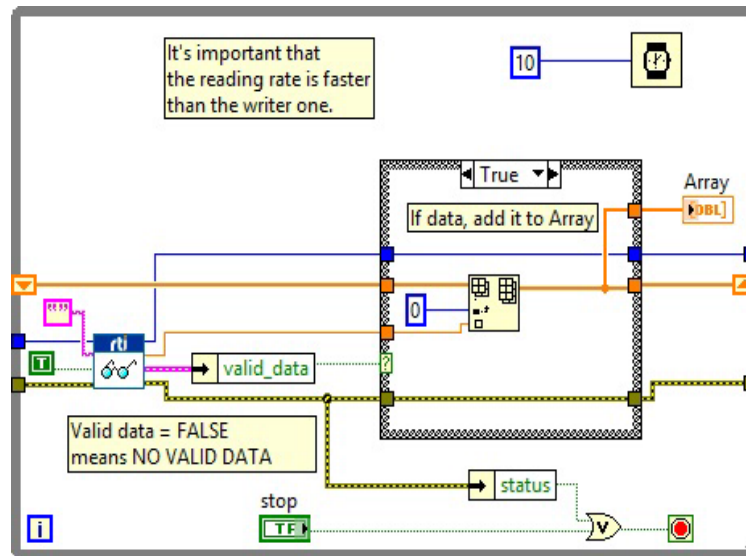 It's important that
the reading rate is faster
than the writer one.
10
True
Array
If data, add it to Array
DBL
0
""
rti
T
valid_data
?
Valid data = FALSE
means NO VALID DATA
status
stop
TF
V
i